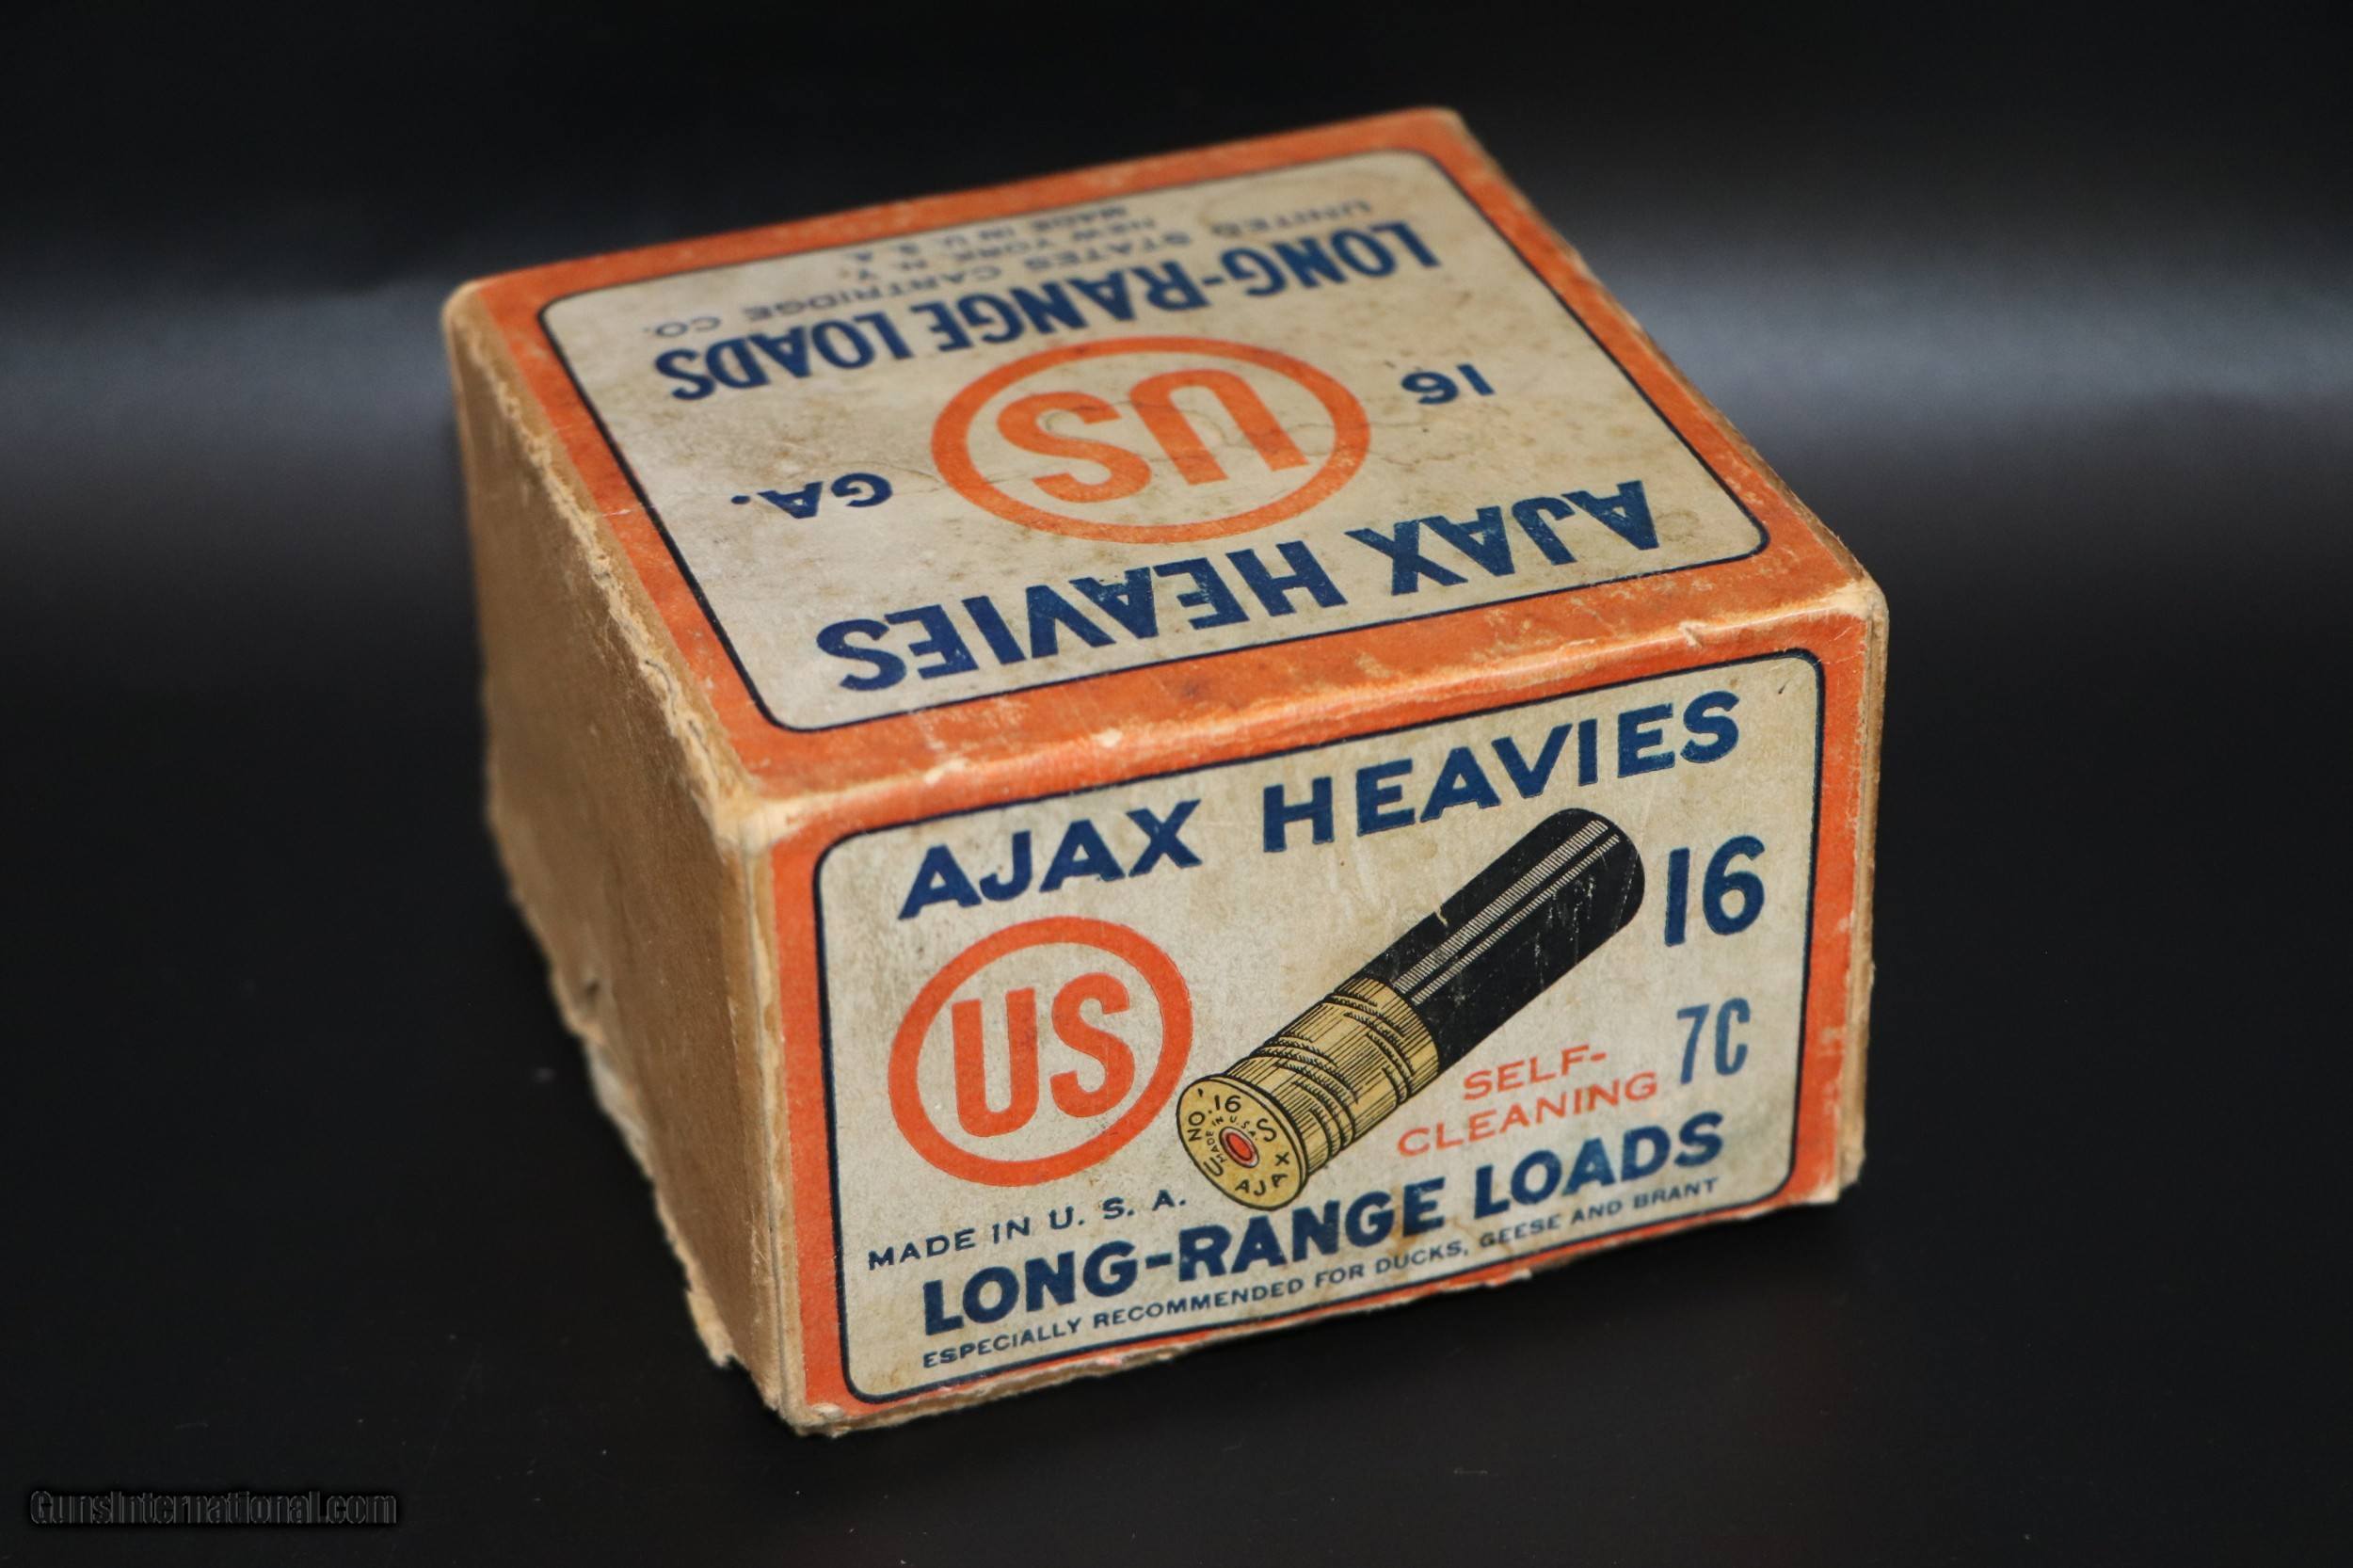 AJAX HEAVIES
16 US GA.
LONG-RANGE LOADS
UNITED STATES CARTRIDGE CO.
NEW YORK, N. Y.
MADE IN U. S. A.
AJAX HEAVIES
US
16
7C
NO. 16
MADE IN U.S.A.
U S
AJAX
SELF-
CLEANING
MADE IN U. S. A.
LONG-RANGE LOADS
ESPECIALLY RECOMMENDED FOR DUCKS, GEESE AND BRANT
GunsInternational.com